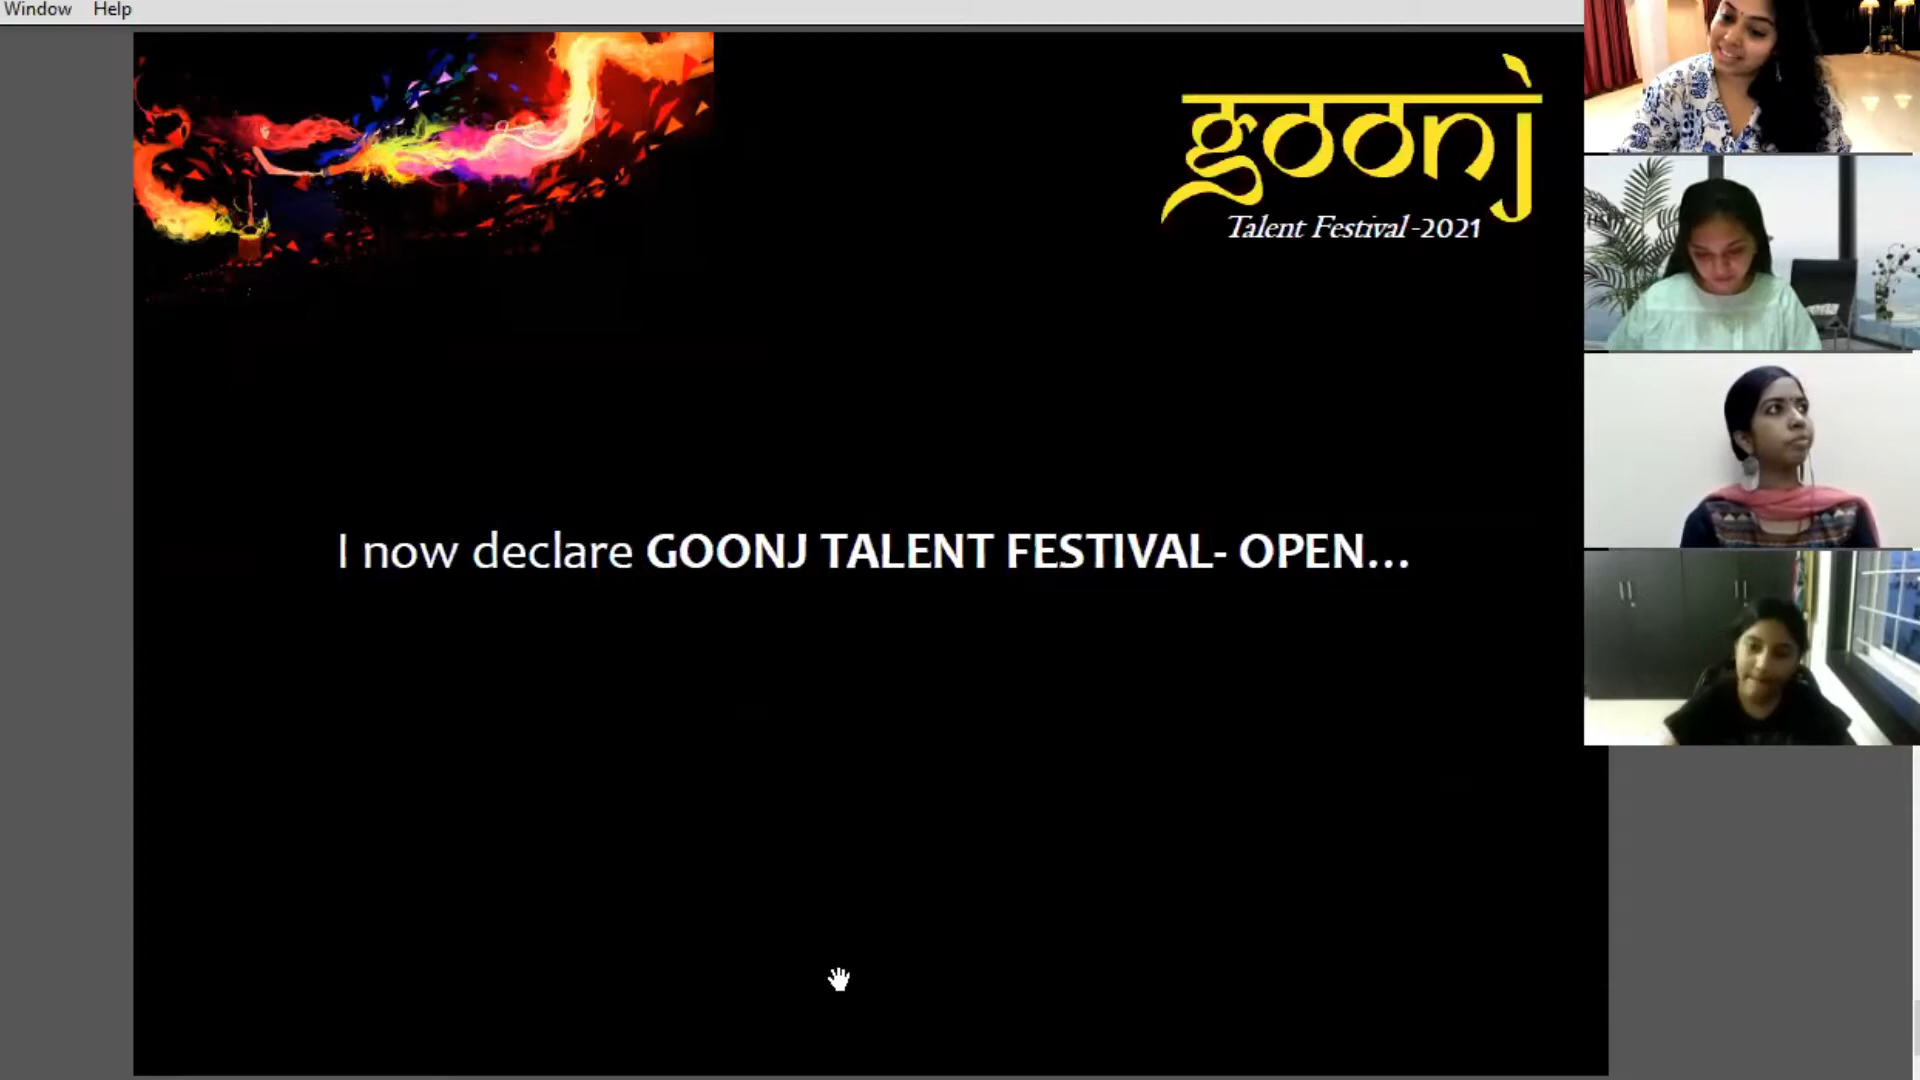 Window Help
goonj
Talent Festival -2021
I now declare GOONJ TALENT FESTIVAL- OPEN...